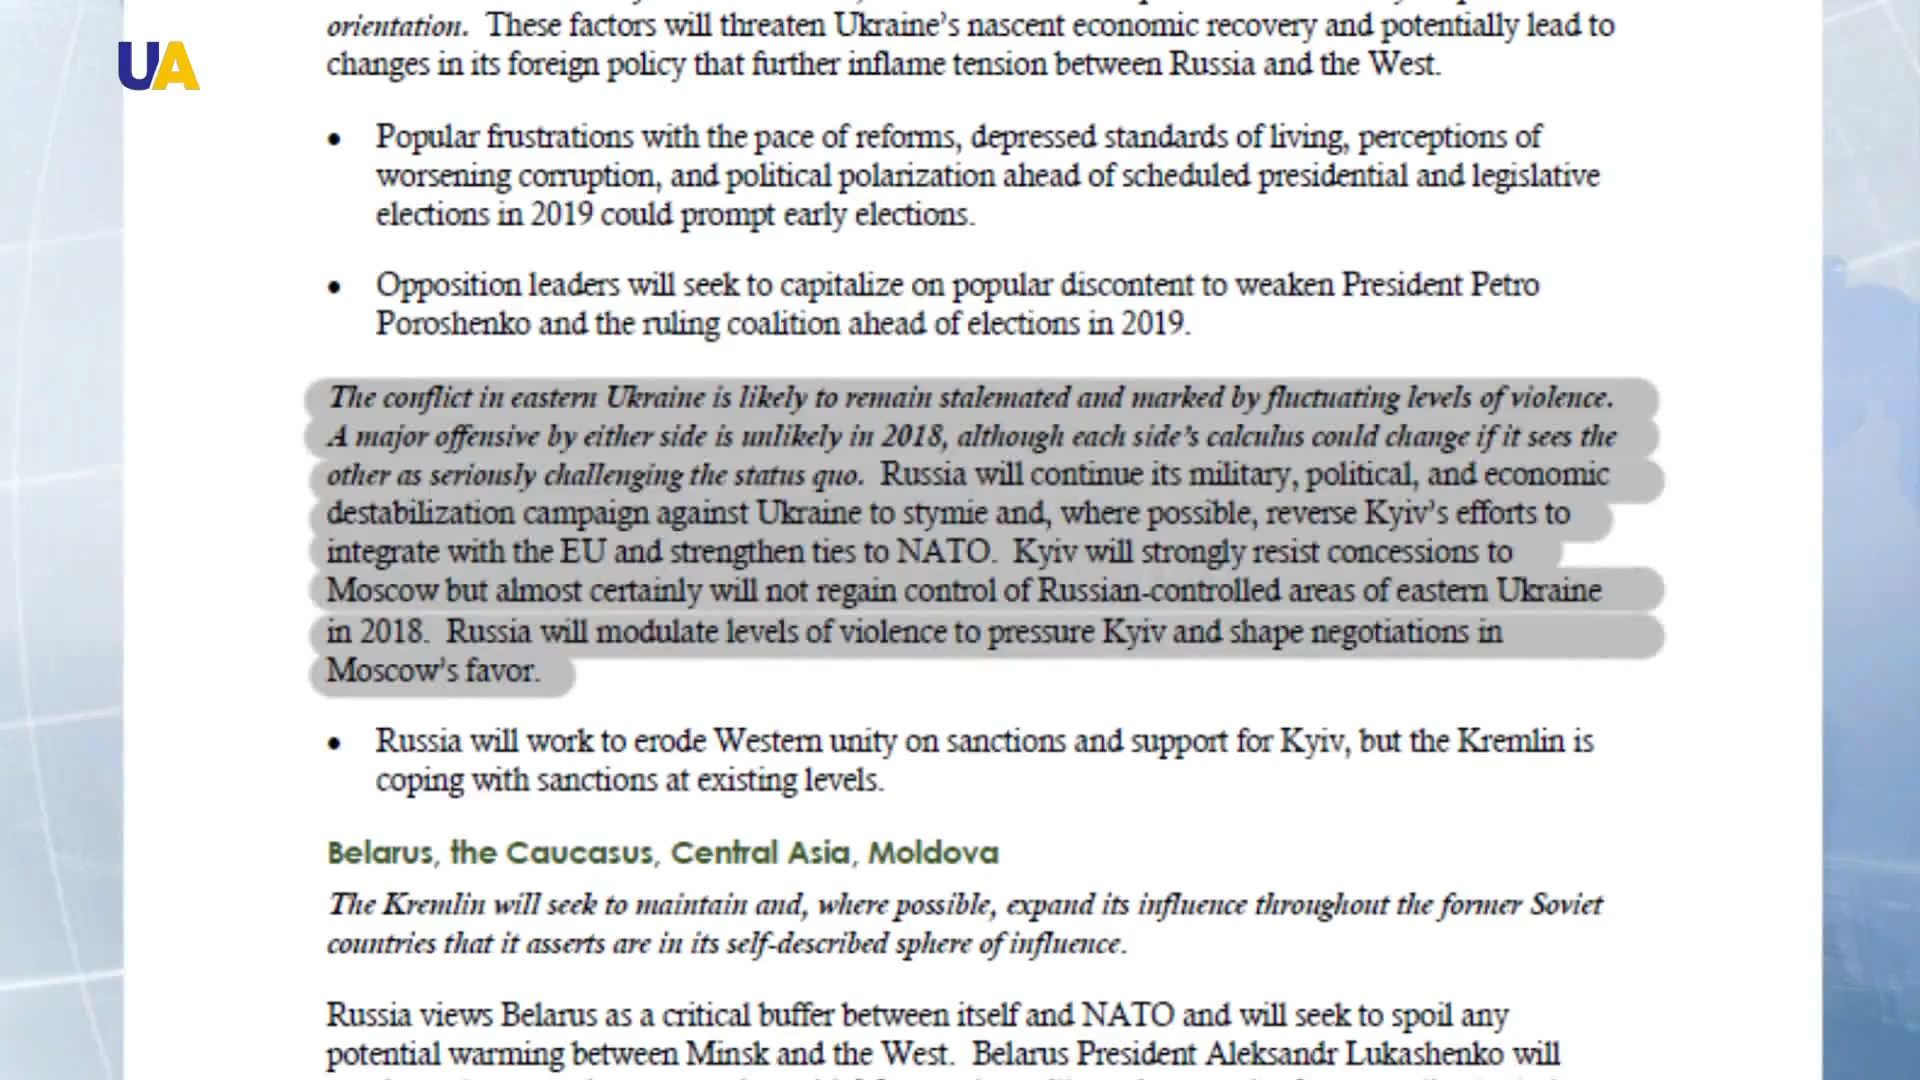 UA
orientation. These factors will threaten Ukraine's nascent economic recovery and potentially lead to
changes in its foreign policy that further inflame tension between Russia and the West.
• Popular frustrations with the pace of reforms, depressed standards of living, perceptions of
worsening corruption, and political polarization ahead of scheduled presidential and legislative
elections in 2019 could prompt early elections.
• Opposition leaders will seek to capitalize on popular discontent to weaken President Petro
Poroshenko and the ruling coalition ahead of elections in 2019.
The conflict in eastern Ukraine is likely to remain stalemated and marked by fluctuating levels of violence.
A major offensive by either side is unlikely in 2018, although each side's calculus could change if it sees the
other as seriously challenging the status quo. Russia will continue its military, political, and economic
destabilization campaign against Ukraine to stymie and, where possible, reverse Kyiv's efforts to
integrate with the EU and strengthen ties to NATO. Kyiv will strongly resist concessions to
Moscow but almost certainly will not regain control of Russian-controlled areas of eastern Ukraine
in 2018. Russia will modulate levels of violence to pressure Kyiv and shape negotiations in
Moscow's favor.
• Russia will work to erode Western unity on sanctions and support for Kyiv, but the Kremlin is
coping with sanctions at existing levels.
Belarus, the Caucasus, Central Asia, Moldova
The Kremlin will seek to maintain and, where possible, expand its influence throughout the former Soviet
countries that it asserts are in its self-described sphere of influence.
Russia views Belarus as a critical buffer between itself and NATO and will seek to spoil any
potential warming between Minsk and the West. Belarus President Aleksandr Lukashenko will